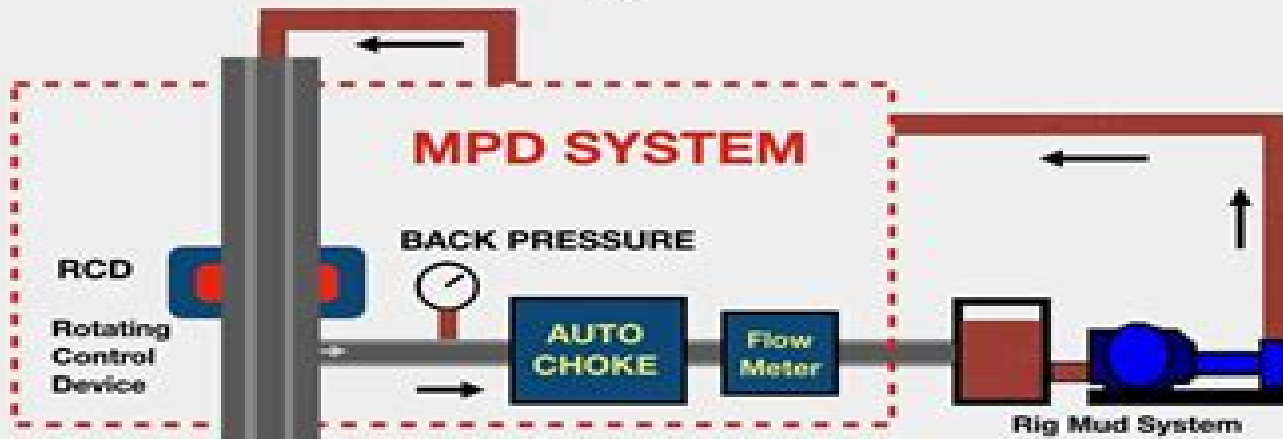 MPD SYSTEM
BACK PRESSURE
RCD
Rotating
Control
Device
AUTO
CHOKE
Flow
Meter
Rig Mud System